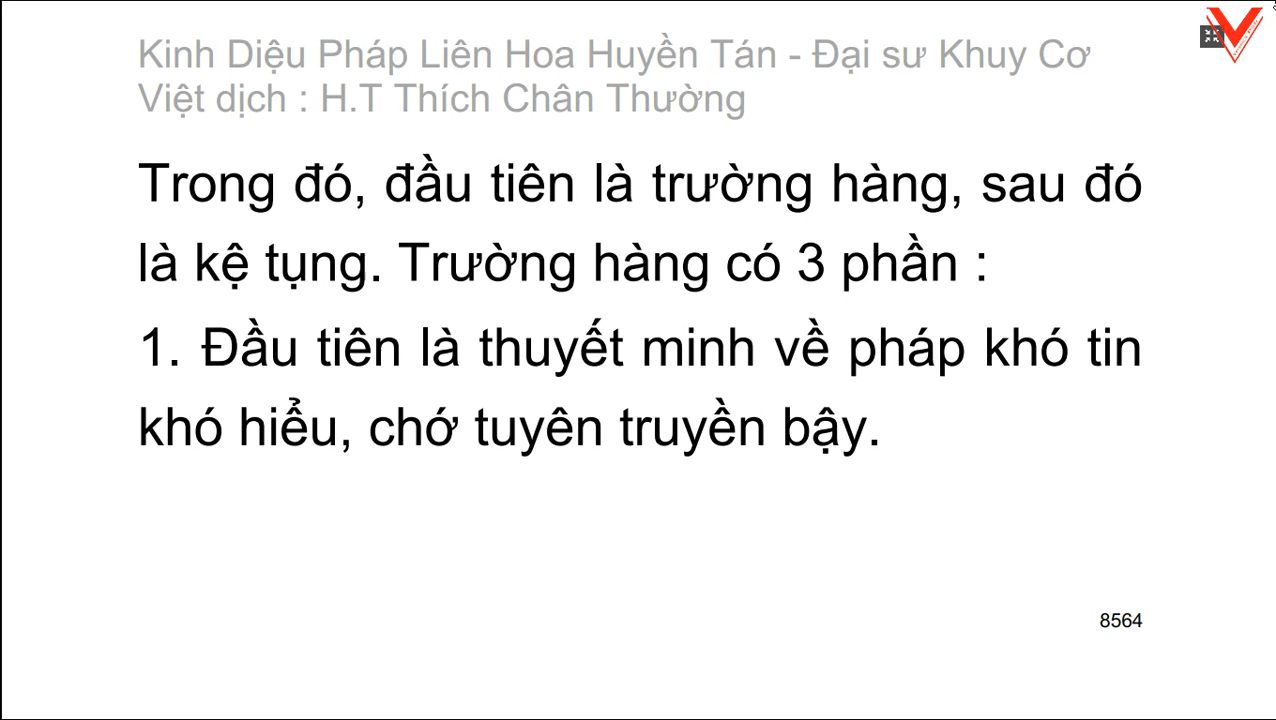 Kinh Diệu Pháp Liên Hoa Huyền Tán - Đại sư Khuy Cơ
Việt dịch : H.T Thích Chân Thường
Trong đó, đầu tiên là trường hàng, sau đó
là kệ tụng. Trường hàng có 3 phần :
1. Đầu tiên là thuyết minh về pháp khó tin
khó hiểu, chớ tuyên truyền bậy.
8564